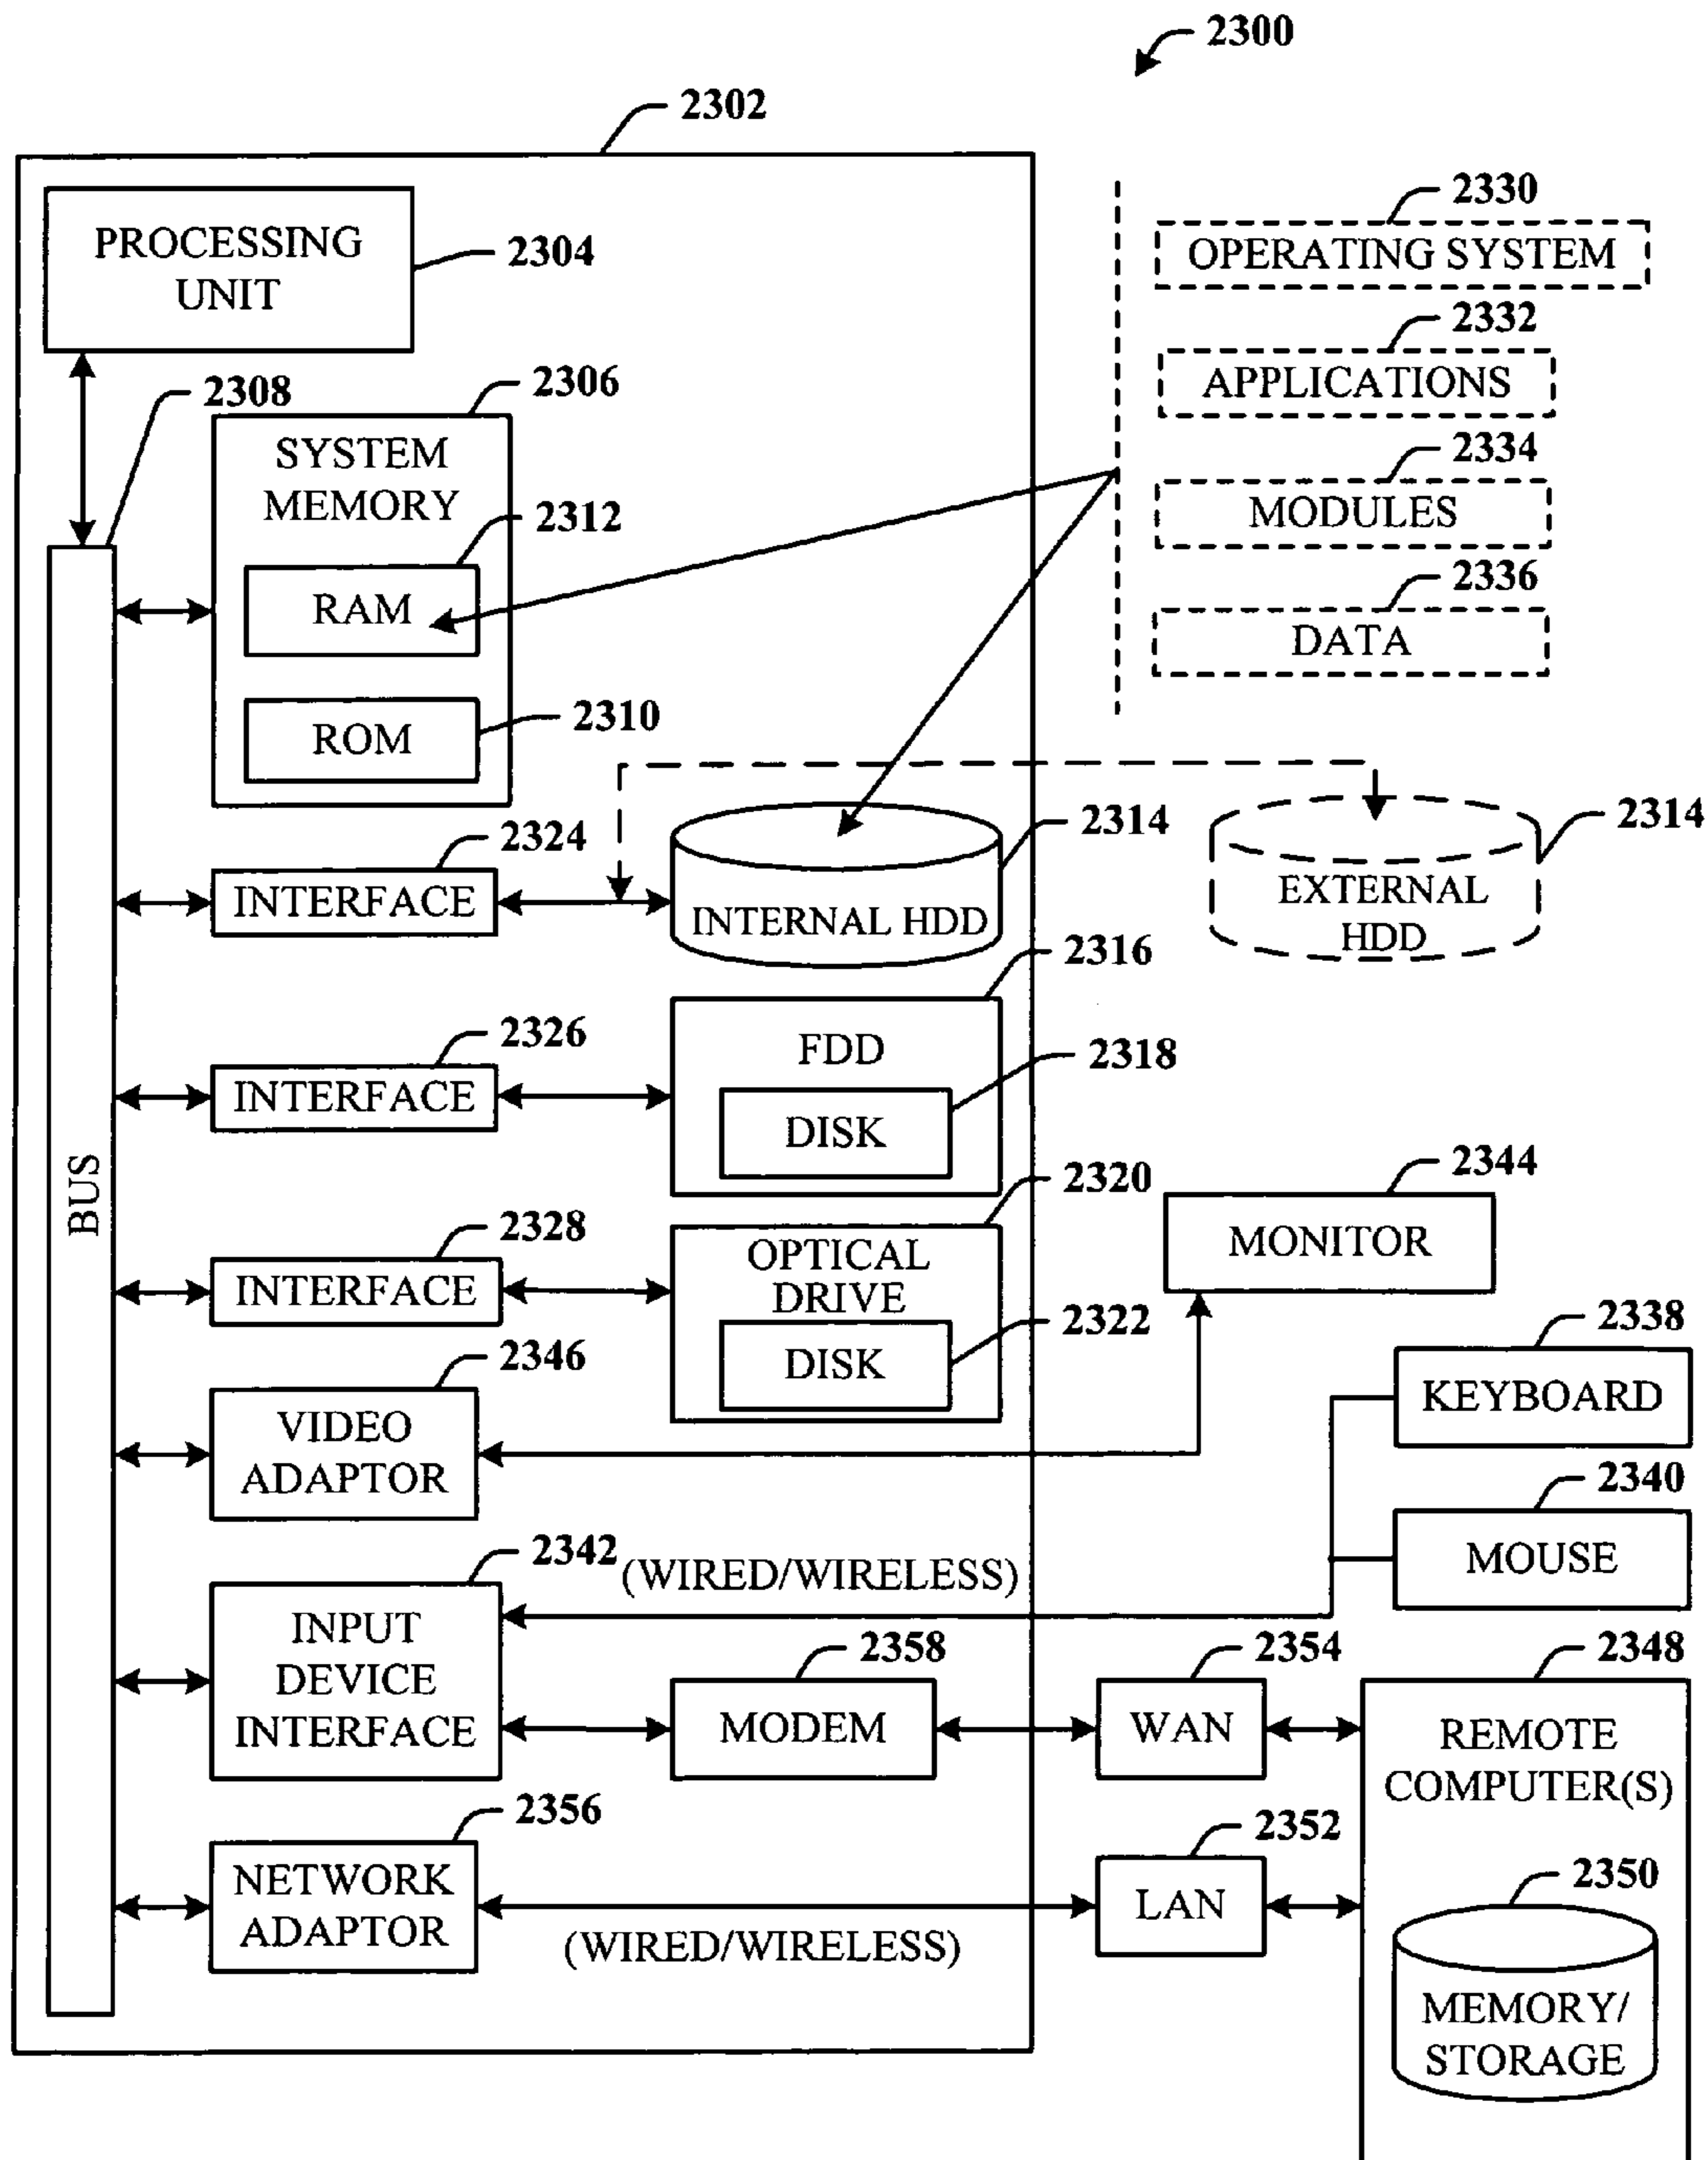 2300
2302
PROCESSING
UNIT
2304
2330
OPERATING SYSTEM
2332
APPLICATIONS
2334
MODULES
2336
DATA
2308
2306
SYSTEM
MEMORY
2312
RAM
2310
ROM
2324
INTERFACE
2314
INTERNAL HDD
2314
EXTERNAL
HDD
2316
FDD
2318
DISK
2326
INTERFACE
BUS
2320
OPTICAL
DRIVE
2322
DISK
2328
INTERFACE
2344
MONITOR
2346
VIDEO
ADAPTOR
2338
KEYBOARD
2340
MOUSE
2342
(WIRED/WIRELESS)
INPUT
DEVICE
INTERFACE
2358
MODEM
2354
WAN
2348
REMOTE
COMPUTER(S)
2356
NETWORK
ADAPTOR
(WIRED/WIRELESS)
2352
LAN
2350
MEMORY/
STORAGE